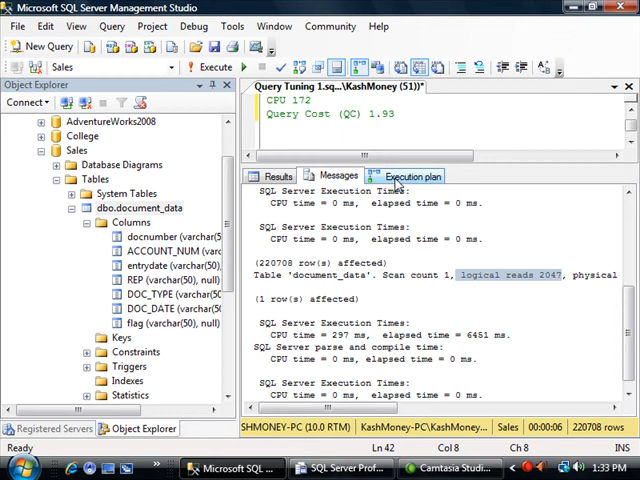 Microsoft SQL Server Management Studio
File Edit View Query Project Debug Tools Window Community Help
New Query
Sales Execute
Object Explorer
Connect
AdventureWorks2008
College
Sales
Database Diagrams
Tables
System Tables
dbo.document_data
Columns
docnumber (varchar(50),
ACCOUNT_NUM (varchar
entrydate (varchar(50),
REP (varchar(50), null)
DOC_TYPE (varchar(50),
DOC_DATE (varchar(50),
flag (varchar(50), null)
Keys
Constraints
Triggers
Indexes
Statistics
Registered Servers Object Explorer
Query Tuning 1.sq...\KashMoney (51))*
CPU 172
Query Cost (QC) 1.93
Results Messages Execution plan
SQL Server Execution Times:
CPU time = 0 ms, elapsed time = 0 ms.
SQL Server Execution Times:
CPU time = 0 ms, elapsed time = 0 ms.
(220708 row(s) affected)
Table 'document_data'. Scan count 1, logical reads 2047, physical
(1 row(s) affected)
SQL Server Execution Times:
CPU time = 297 ms, elapsed time = 6451 ms.
SQL Server parse and compile time:
CPU time = 0 ms, elapsed time = 0 ms.
SQL Server Execution Times:
CPU time = 0 ms, elapsed time = 0 ms.
SHMONEY-PC (10.0 RTM) KashMoney-PC\KashMoney... Sales 00:00:06 220708 rows
Ready Ln 42 Col 8 Ch 8 INS
Microsoft SQL ... SQL Server Prof... Camtasia Studio... 1:33 PM